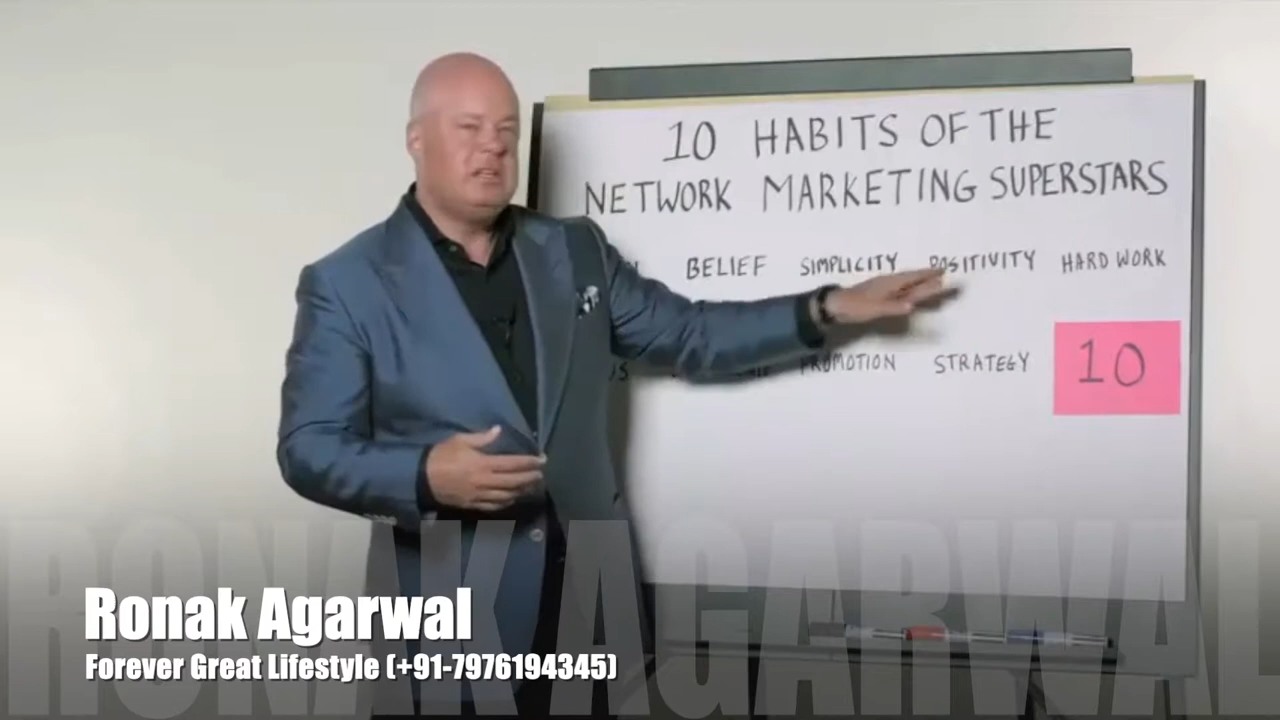 10 HABITS OF THE
NETWORK MARKETING SUPERSTARS
BELIEF SIMPLICITY POSITIVITY HARD WORK
PROMOTION STRATEGY 10
RONAK AGARWAL
Ronak Agarwal
Forever Great Lifestyle (+91-7976194345)